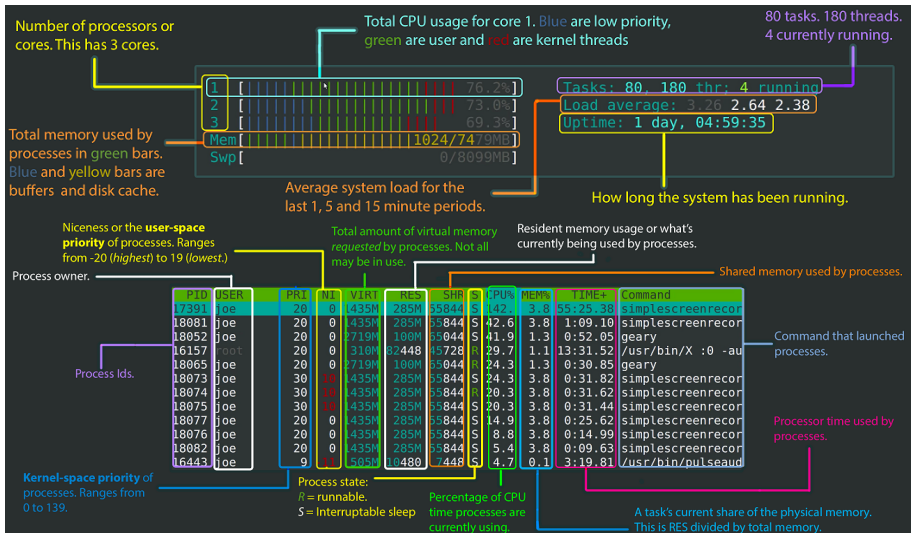 Number of processors or
cores. This has 3 cores.
Total CPU usage for core 1. Blue are low priority,
green are user and red are kernel threads
80 tasks. 180 threads.
4 currently running.
1 [ 76.2%]
2 [ 73.0%]
3 [ 69.3%]
Mem[ 1024/7479MB]
Swp[ 0/8099MB]
Tasks: 80, 180 thr; 4 running
Load average: 3.26 2.64 2.38
Uptime: 1 day, 04:59:35
Total memory used by
processes in green bars.
Blue and yellow bars are
buffers and disk cache.
Average system load for the
last 1, 5 and 15 minute periods.
How long the system has been running.
Niceness or the user-space
priority of processes. Ranges
from -20 (highest) to 19 (lowest.)
Total amount of virtual memory
requested by processes. Not all
may be in use.
Resident memory usage or what's
currently being used by processes.
Process owner.
Shared memory used by processes.
PID USER PRI NI VIRT RES SHR S CPU% MEM% TIME+ Command
17391 joe 20 0 1435M 285M 55844 S 142. 3.8 55:25.38 simplescreenrecor
18081 joe 20 0 1435M 285M 55844 S 42.6 3.8 1:09.10 simplescreenrecor
18052 joe 20 0 2719M 100M 55044 S 41.9 1.3 0:52.05 geary
16157 root 20 0 310M 82448 45728 R 29.7 1.1 13:31.52 /usr/bin/X :0 -au
18065 joe 20 0 2719M 100M 55044 R 24.3 1.3 0:30.85 geary
18073 joe 30 1435M 285M 55844 S 24.3 3.8 0:31.82 simplescreenrecor
18074 joe 30 1435M 285M 55844 R 20.3 3.8 0:31.62 simplescreenrecor
18075 joe 30 1435M 285M 55844 S 20.3 3.8 0:31.44 simplescreenrecor
18077 joe 20 0 1435M 285M 55844 S 14.9 3.8 0:25.62 simplescreenrecor
18076 joe 20 0 1435M 285M 55844 S 8.8 3.8 0:14.99 simplescreenrecor
18082 joe 20 0 1435M 285M 55844 S 5.4 3.8 0:09.63 simplescreenrecor
16443 joe 9 505M 10480 7448 S 4.7 0.1 3:19.81 /usr/bin/pulseaud
Process Ids.
Command that launched
processes.
Processor time used by
processes.
Kernel-space priority of
processes. Ranges from
0 to 139.
Process state:
R = runnable.
S = Interruptable sleep
Percentage of CPU
time processes are
currently using.
A task's current share of the physical memory.
This is RES divided by total memory.